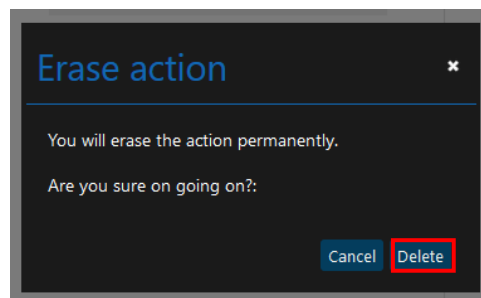 Erase action
You will erase the action permanently.
Are you sure on going on?:
Cancel Delete